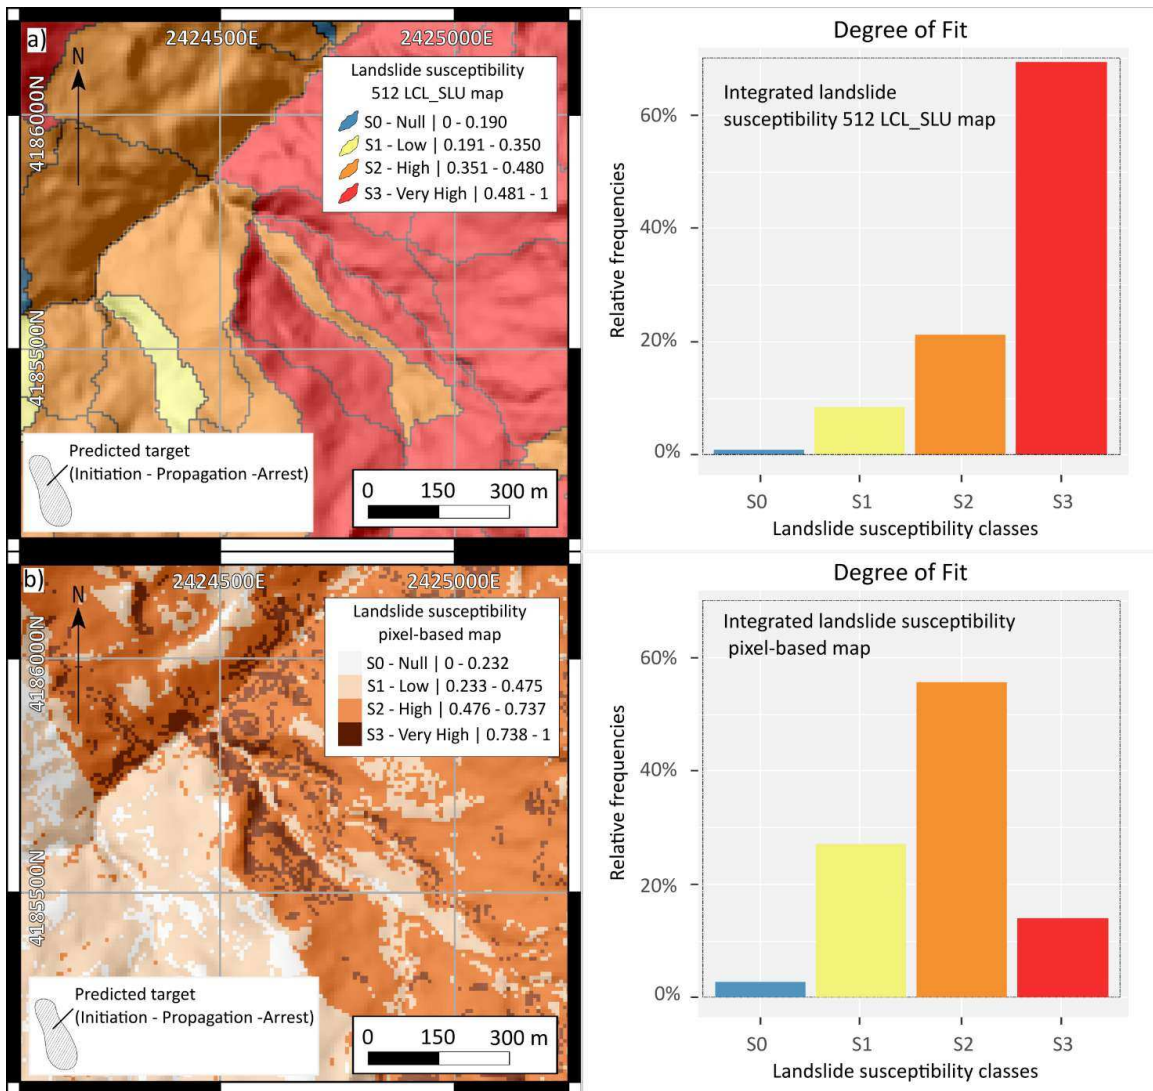 a)
2424500E
2425000E
N
4186000N
4185500N
Landslide susceptibility
512 LCL_SLU map
S0 - Null | 0 - 0.190
S1 - Low | 0.191 - 0.350
S2 - High | 0.351 - 0.480
S3 - Very High | 0.481 - 1
Predicted target
(Initiation - Propagation -Arrest)
0 150 300 m
Degree of Fit
Integrated landslide
susceptibility 512 LCL_SLU map
Relative frequencies
60%
40%
20%
0%
S0 S1 S2 S3
Landslide susceptibility classes
b)
2424500E
2425000E
N
4186000N
4185500N
Landslide susceptibility
pixel-based map
S0 - Null | 0 - 0.232
S1 - Low | 0.233 - 0.475
S2 - High | 0.476 - 0.737
S3 - Very High | 0.738 - 1
Predicted target
(Initiation - Propagation -Arrest)
0 150 300 m
Degree of Fit
Integrated landslide susceptibility
pixel-based map
Relative frequencies
60%
40%
20%
0%
S0 S1 S2 S3
Landslide susceptibility classes